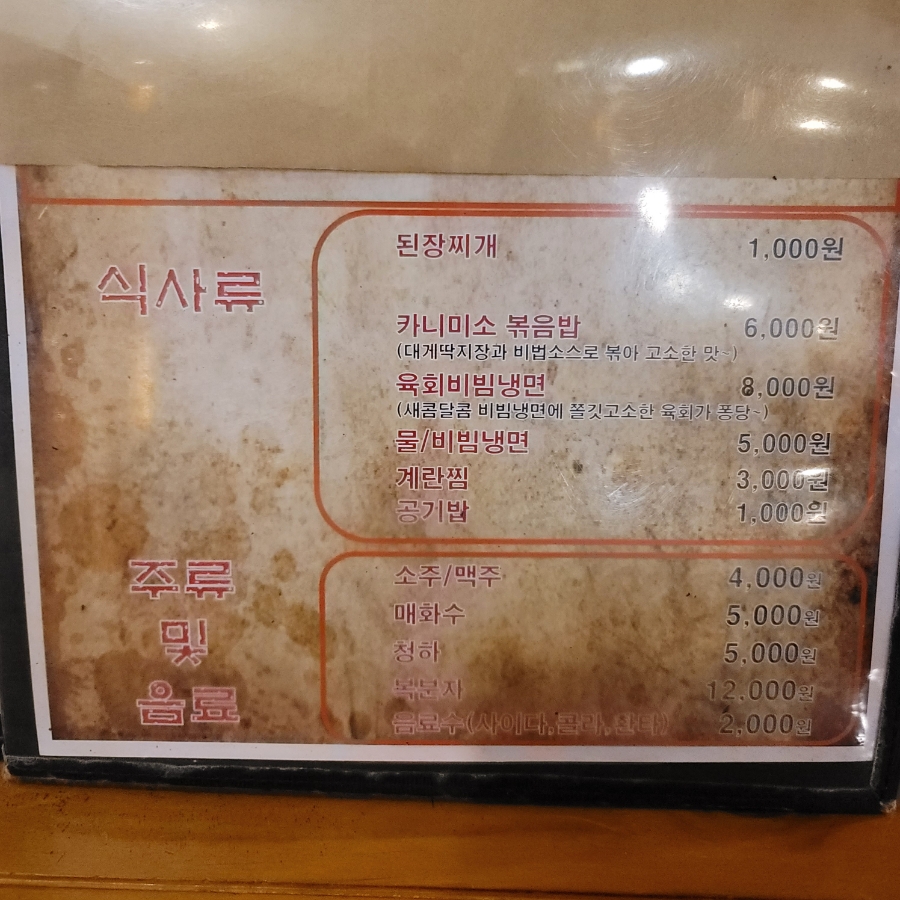 식사류
된장찌개 1,000원
카니미소 볶음밥 6,000원
(대게딱지장과 비법소스로 볶아 고소한 맛~)
육회비빔냉면 8,000원
(새콤달콤 비빔냉면에 쫄깃고소한 육회가 퐁당~)
물/비빔냉면 5,000원
계란찜 3,000원
공기밥 1,000원
주류
및
음료
소주/맥주 4,000원
매화수 5,000원
청하 5,000원
복분자 12,000원
음료수(사이다,콜라,환타) 2,000원